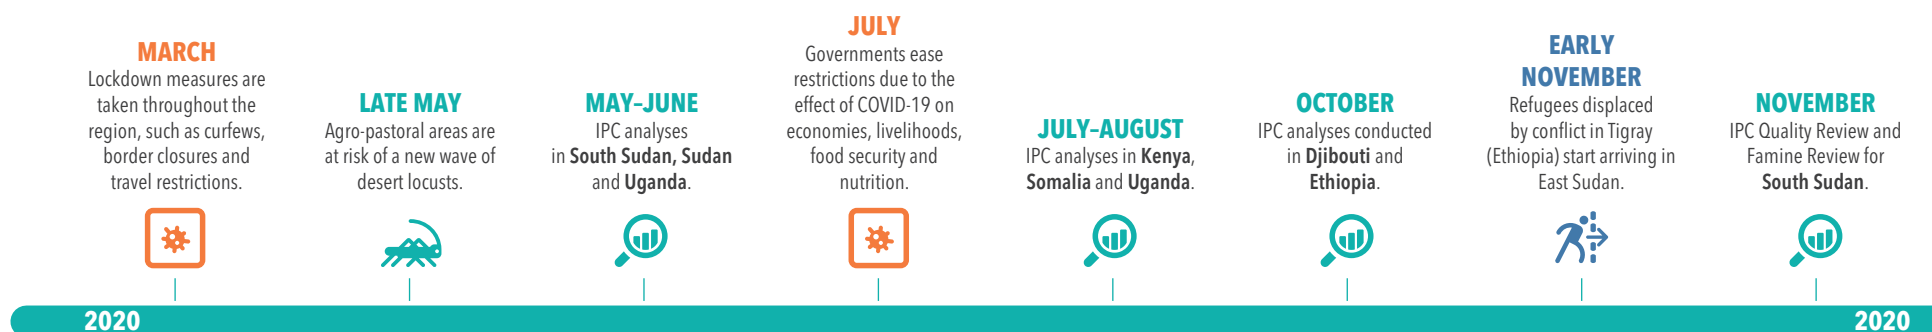 MARCH
Lockdown measures are
taken throughout the
region, such as curfews,
border closures and
travel restrictions.
LATE MAY
Agro-pastoral areas are
at risk of a new wave of
desert locusts.
MAY–JUNE
IPC analyses
in South Sudan, Sudan
and Uganda.
JULY
Governments ease
restrictions due to the
effect of COVID-19 on
economies, livelihoods,
food security and
nutrition.
JULY–AUGUST
IPC analyses in Kenya,
Somalia and Uganda.
OCTOBER
IPC analyses conducted
in Djibouti and
Ethiopia.
EARLY
NOVEMBER
Refugees displaced
by conflict in Tigray
(Ethiopia) start arriving in
East Sudan.
NOVEMBER
IPC Quality Review and
Famine Review for
South Sudan.
2020
2020